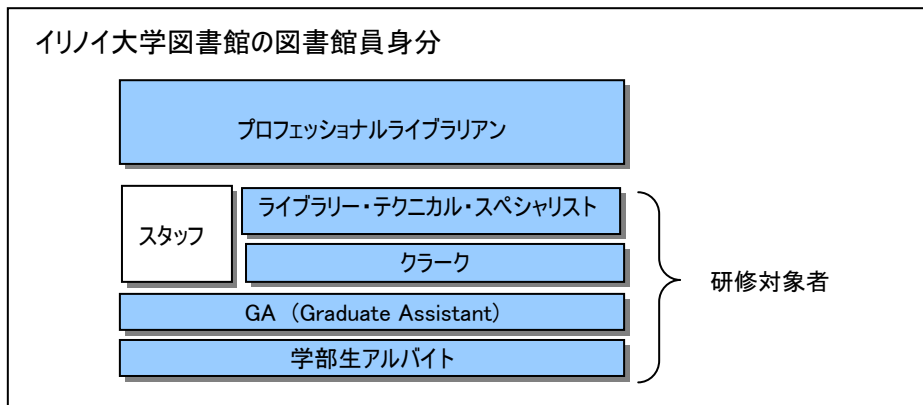 イリノイ大学図書館の図書館員身分
プロフェッショナルライブラリアン
スタッフ
ライブラリー・テクニカル・スペシャリスト
クラーク
GA (Graduate Assistant)
学部生アルバイト
研修対象者